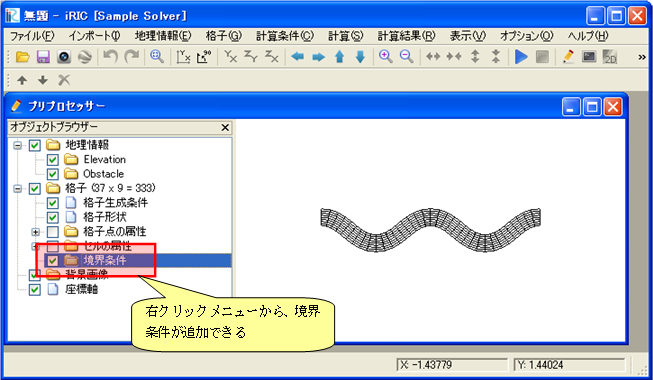 無題 - iRIC [Sample Solver]
ファイル(F) インポート(I) 地理情報(E) 格子(G) 計算条件(C) 計算(S) 計算結果(R) 表示(V) オプション(O) ヘルプ(H)
プリプロセッサー
オブジェクトブラウザー
地理情報
Elevation
Obstacle
格子 (37 x 9 = 333)
格子生成条件
格子形状
格子点の属性
セルの属性
境界条件
背景画像
座標軸
右クリックメニューから、境界
条件が追加できる
X: -1.43779 Y: 1.44024